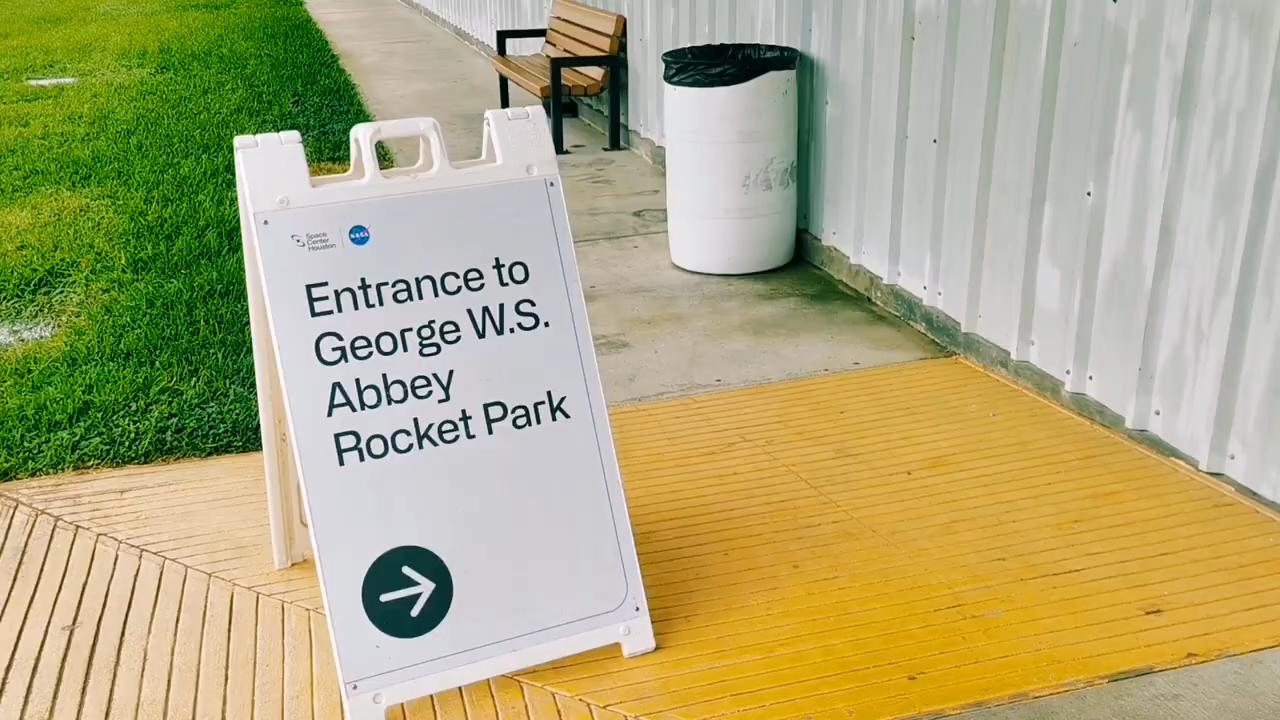 Space
Center
Houston
NASA
Entrance to
George W.S.
Abbey
Rocket Park